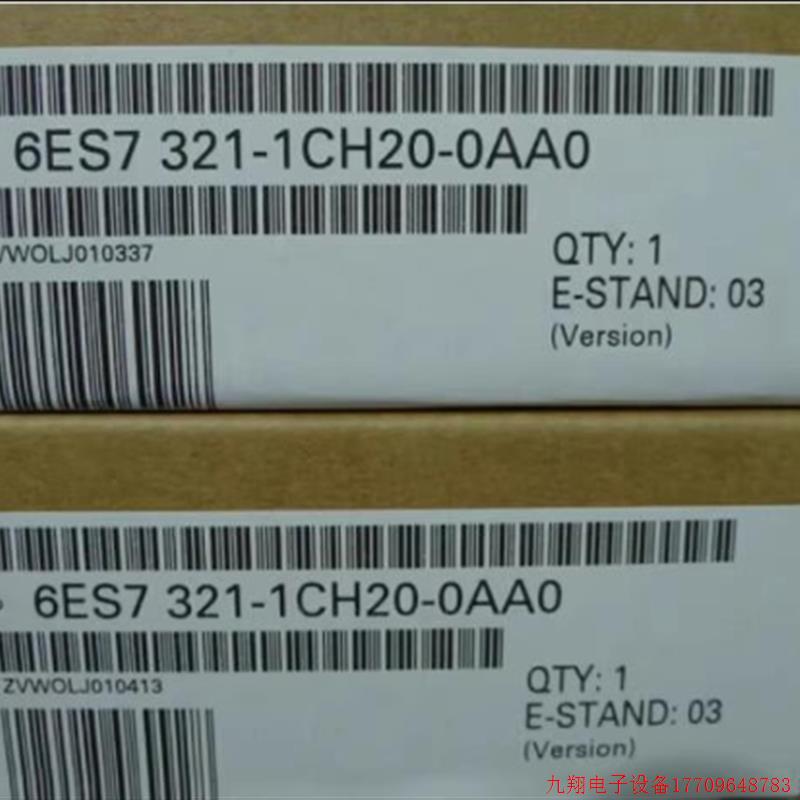 6ES7 321-1CH20-0AA0
VWOLJ010337
QTY: 1
E-STAND: 03
(Version)
6ES7 321-1CH20-0AA0
ZVWOLJ010413
QTY: 1
E-STAND: 03
(Version)
九翔电子设备17709648783